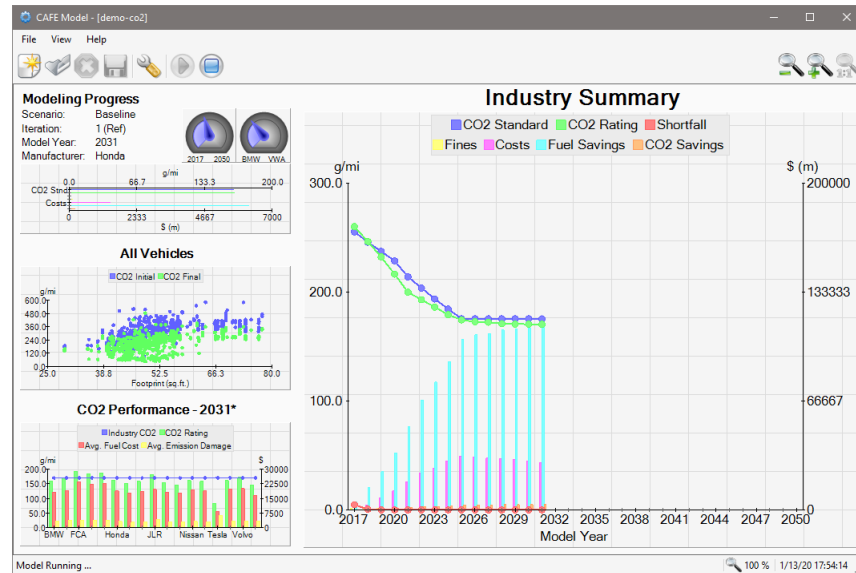 CAFE Model - [demo-co2]
File View Help
Modeling Progress
Scenario: Baseline
Iteration: 1 (Ref)
Model Year: 2031
Manufacturer: Honda
2017 2050 BMW VWA
g/mi
0.0 66.7 133.3 200.0
CO2 Stnd
Costs
0 2333 4667 7000
$ (m)
All Vehicles
CO2 Initial CO2 Final
g/mi
600.0
480.0
360.0
240.0
120.0
0.0
25.0 38.8 52.5 66.3 80.0
Footprint (sq.ft.)
CO2 Performance - 2031*
Industry CO2 CO2 Rating
Avg. Fuel Cost Avg. Emission Damage
g/mi $
200.0 30000
150.0 22500
100.0 15000
50.0 7500
0.0 0
BMW FCA Honda JLR Nissan Tesla Volvo
Industry Summary
CO2 Standard CO2 Rating Shortfall
Fines Costs Fuel Savings CO2 Savings
g/mi $ (m)
300.0 200000
200.0 133333
100.0 66667
0.0 0
2017 2020 2023 2026 2029 2032 2035 2038 2041 2044 2047 2050
Model Year
Model Running ...
100 % 1/13/20 17:54:14